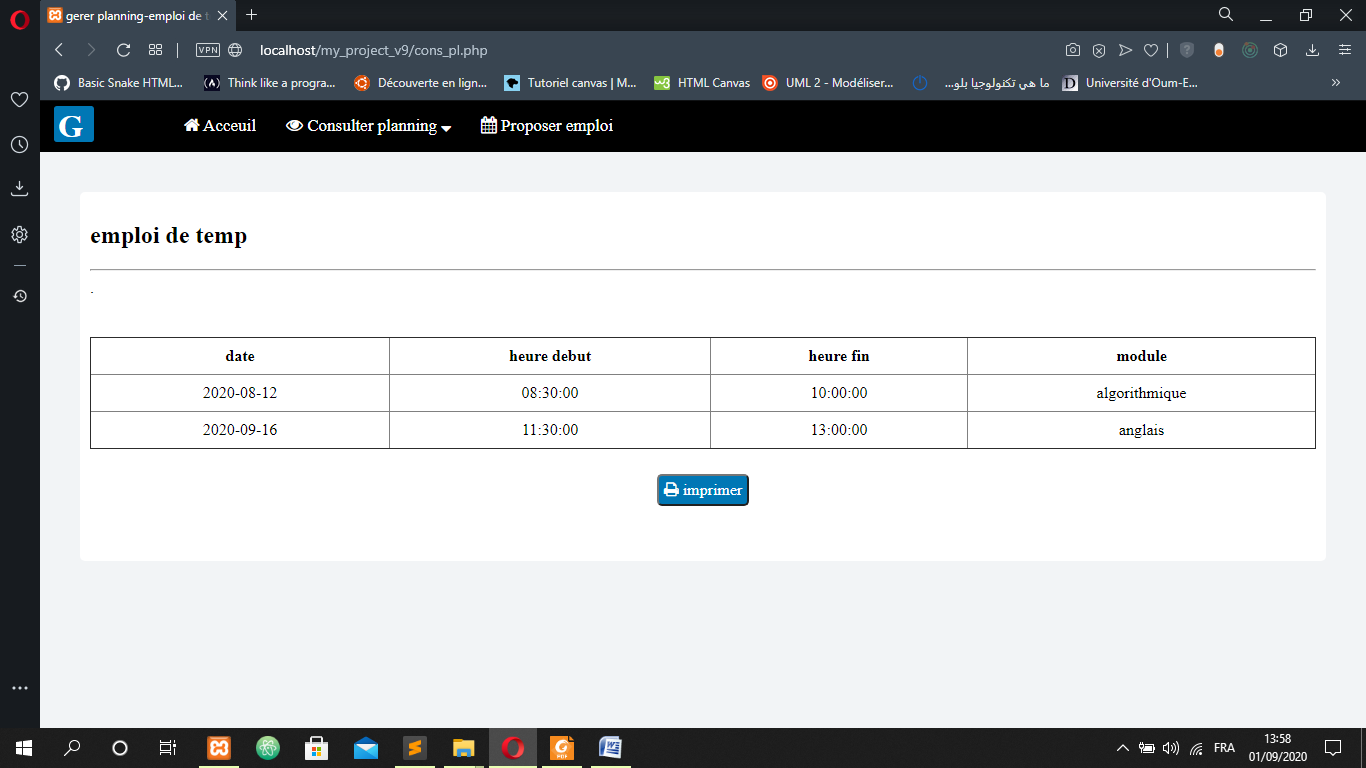 gerer planning-emploi de t
VPN
localhost/my_project_v9/cons_pl.php
Basic Snake HTML... Think like a progra... Découverte en lign... Tutoriel canvas | M... HTML Canvas UML 2 - Modéliser... ما هي تكنولوجيا بلو... Université d'Oum-E... »
G Acceuil Consulter planning Proposer emploi
emploi de temp
.
date heure debut heure fin module
2020-08-12 08:30:00 10:00:00 algorithmique
2020-09-16 11:30:00 13:00:00 anglais
imprimer
FRA
13:58
01/09/2020